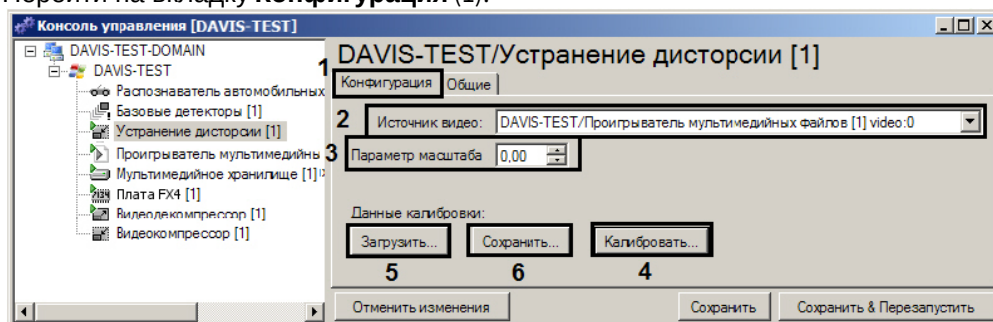 Перейти на вкладку Конфигурация (1).
Консоль управления [DAVIS-TEST]
DAVIS-TEST-DOMAIN
DAVIS-TEST
Распознаватель автомобильных
Базовые детекторы [1]
Устранение дисторсии [1]
Проигрыватель мультимедийны
Мультимедийное хранилище [1]
Плата FX4 [1]
Видеодекомпрессор [1]
Видеокомпрессор [1]
DAVIS-TEST/Устранение дисторсии [1]
1 Конфигурация Общие
2 Источник видео: DAVIS-TEST/Проигрыватель мультимедийных файлов [1] video:0
3 Параметр масштаба 0,00
Данные калибровки:
Загрузить... Сохранить... Калибровать...
5 6 4
Отменить изменения Сохранить Сохранить & Перезапустить